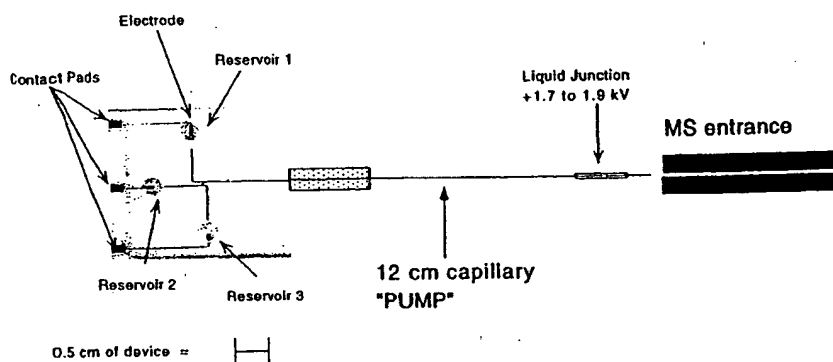 Electrode
Reservoir 1
Contact Pads
Liquid Junction
+1.7 to 1.9 kV
MS entrance
12 cm capillary
"PUMP"
Reservoir 2
Reservoir 3
0.5 cm of device =